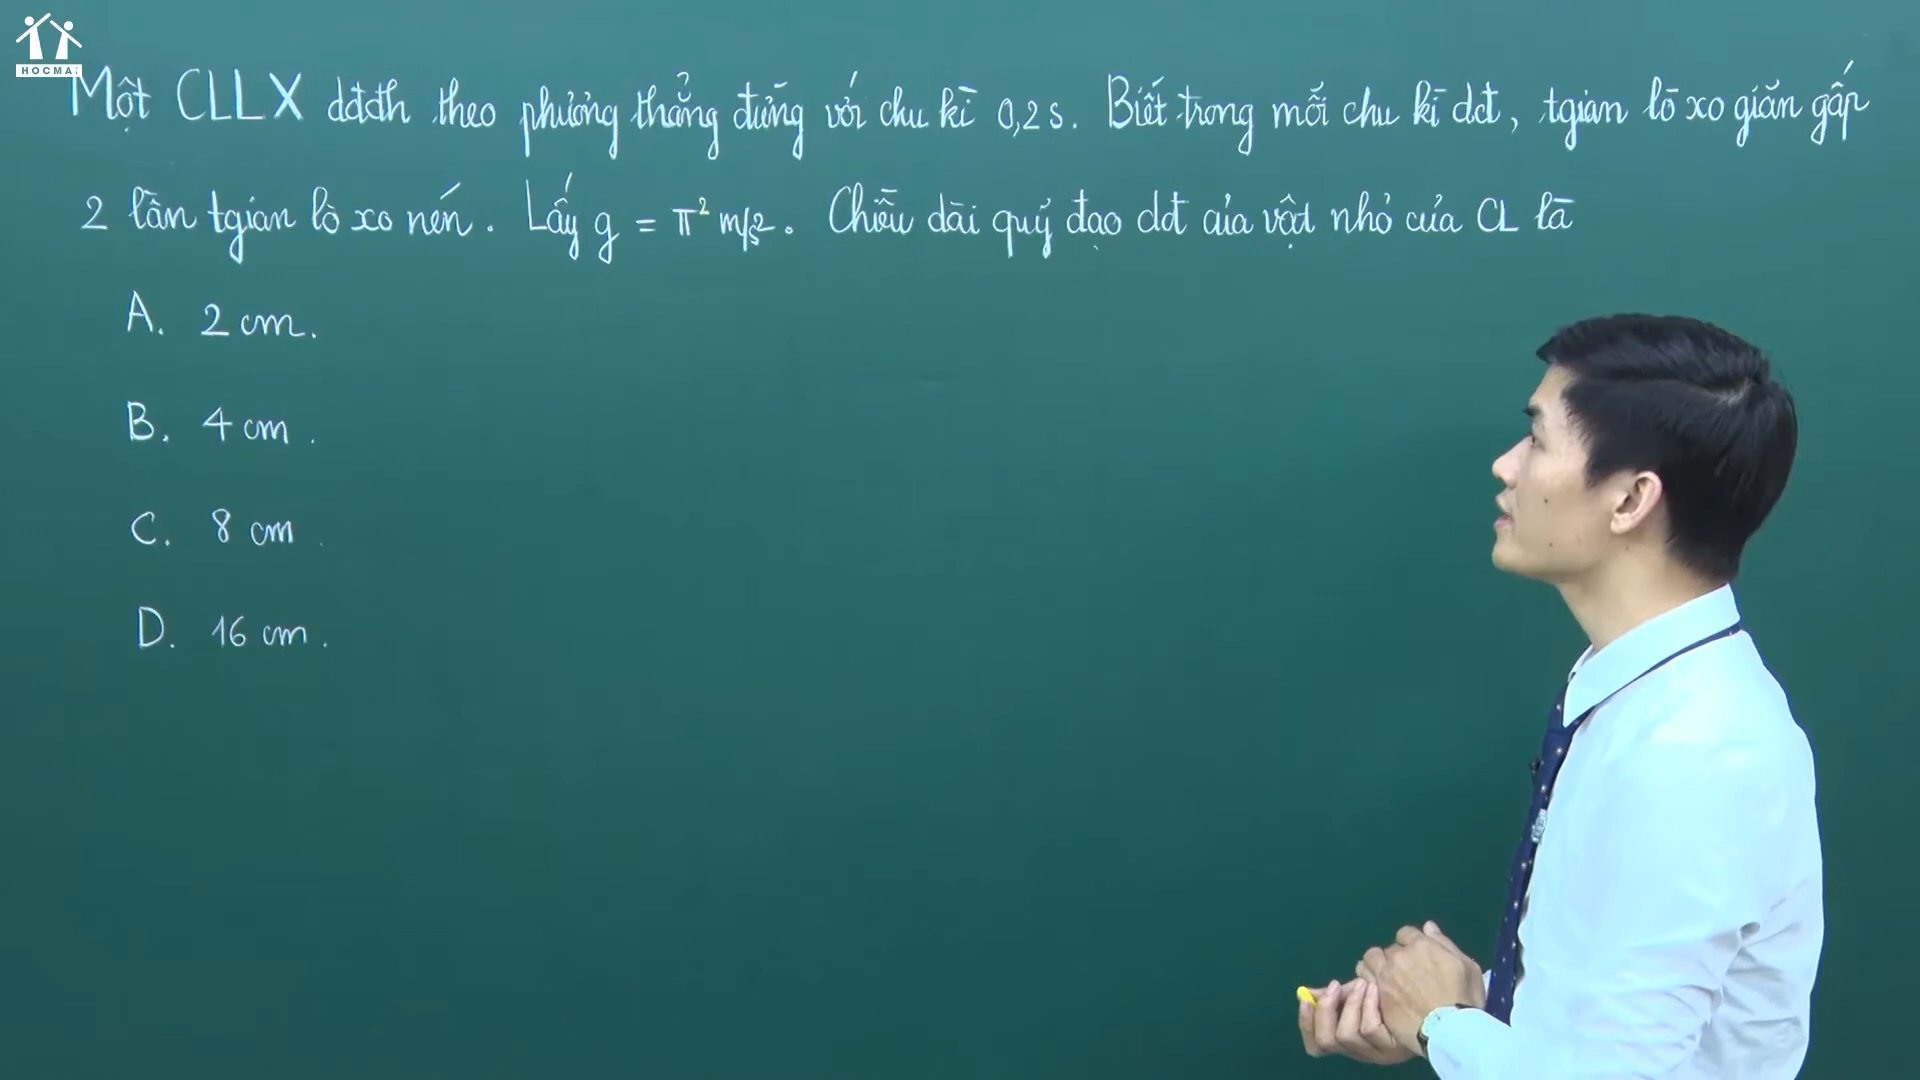 HOCMAI
Một CLLX dđđh theo phương thẳng đứng với chu kì 0,2 s. Biết trong mỗi chu kì dđ, tgian lò xo giãn gấp
2 lần tgian lò xo nén. Lấy g = π² m/s². Chiều dài quỹ đạo dđ của vật nhỏ của CL là
A. 2 cm.
B. 4 cm.
C. 8 cm.
D. 16 cm.